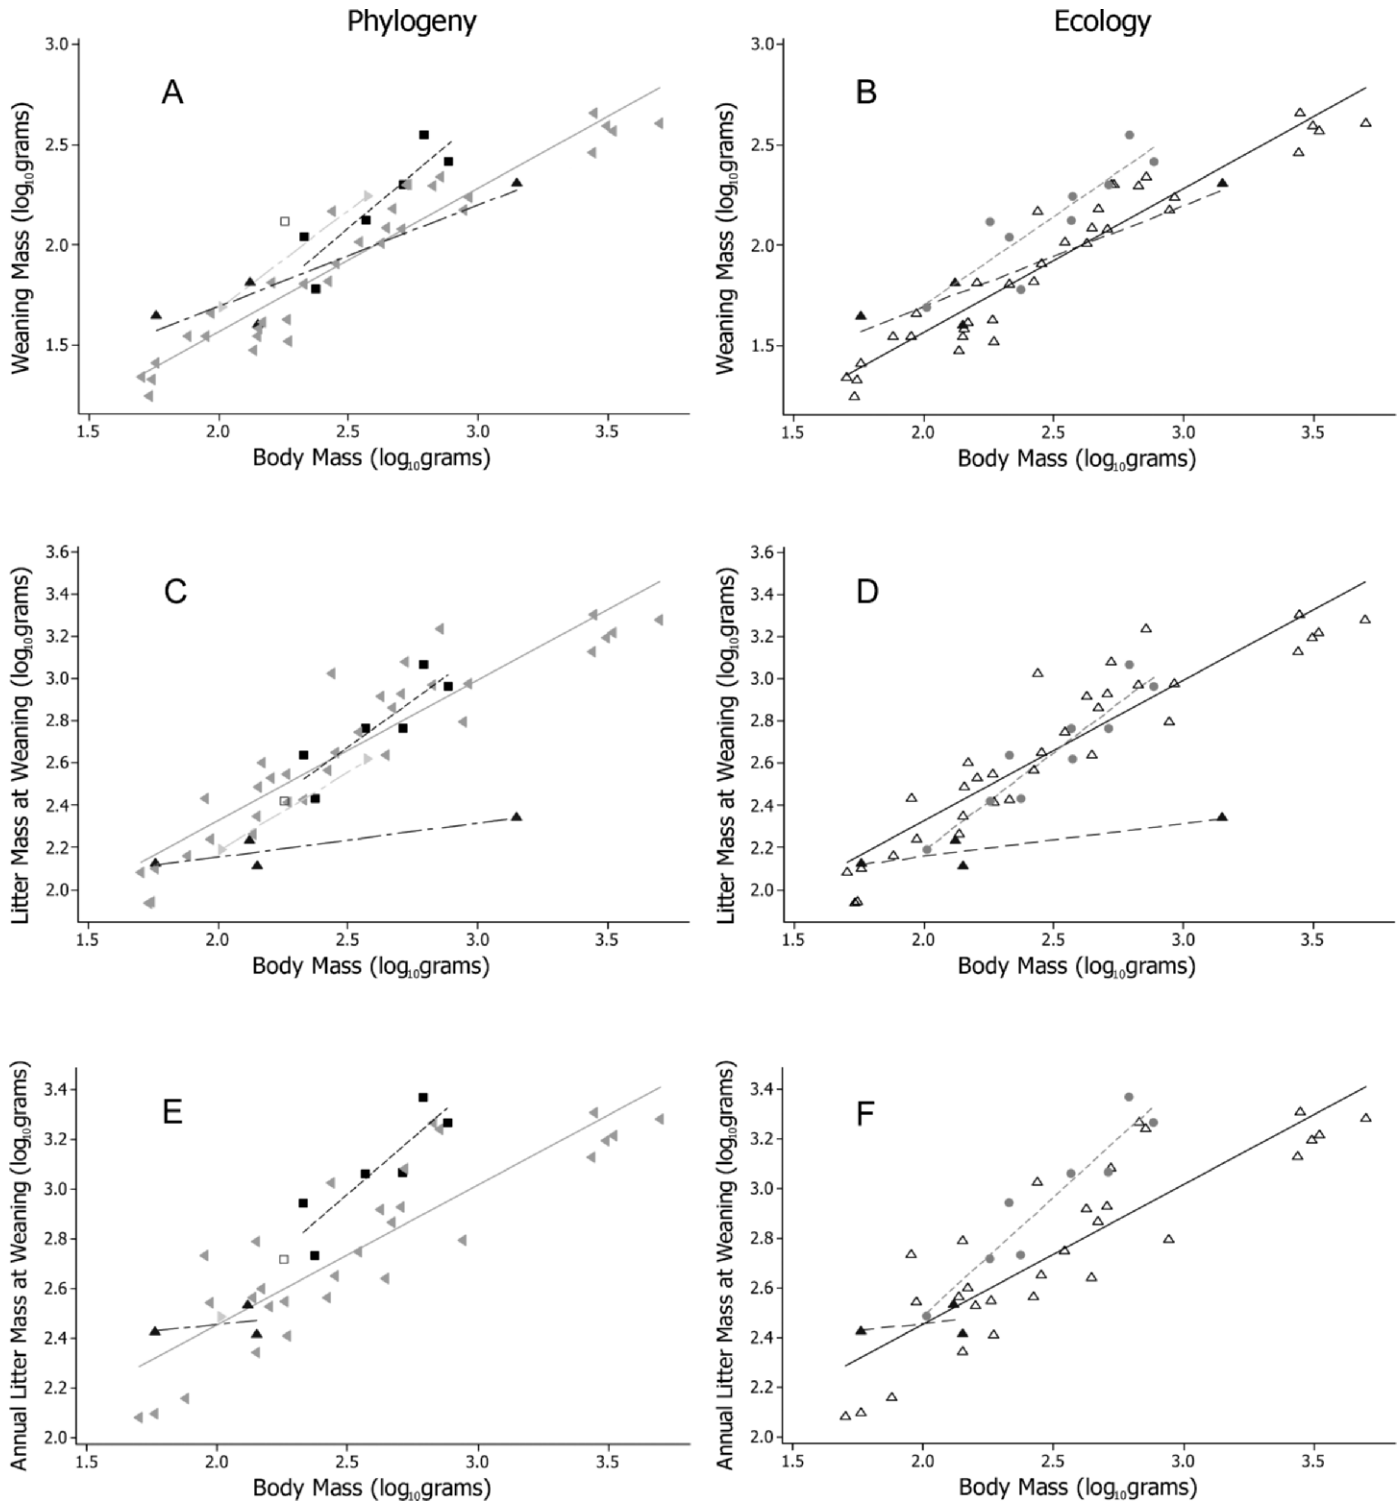 Phylogeny
Ecology
A
3.0
2.5
2.0
1.5
Weaning Mass (log10grams)
1.5 2.0 2.5 3.0 3.5
Body Mass (log10grams)
B
3.0
2.5
2.0
1.5
Weaning Mass (log10grams)
1.5 2.0 2.5 3.0 3.5
Body Mass (log10grams)
C
3.6
3.4
3.2
3.0
2.8
2.6
2.4
2.2
2.0
Litter Mass at Weaning (log10grams)
1.5 2.0 2.5 3.0 3.5
Body Mass (log10grams)
D
3.6
3.4
3.2
3.0
2.8
2.6
2.4
2.2
2.0
Litter Mass at Weaning (log10grams)
1.5 2.0 2.5 3.0 3.5
Body Mass (log10grams)
E
3.4
3.2
3.0
2.8
2.6
2.4
2.2
2.0
Annual Litter Mass at Weaning (log10grams)
1.5 2.0 2.5 3.0 3.5
Body Mass (log10grams)
F
3.4
3.2
3.0
2.8
2.6
2.4
2.2
2.0
Annual Litter Mass at Weaning (log10grams)
1.5 2.0 2.5 3.0 3.5
Body Mass (log10grams)